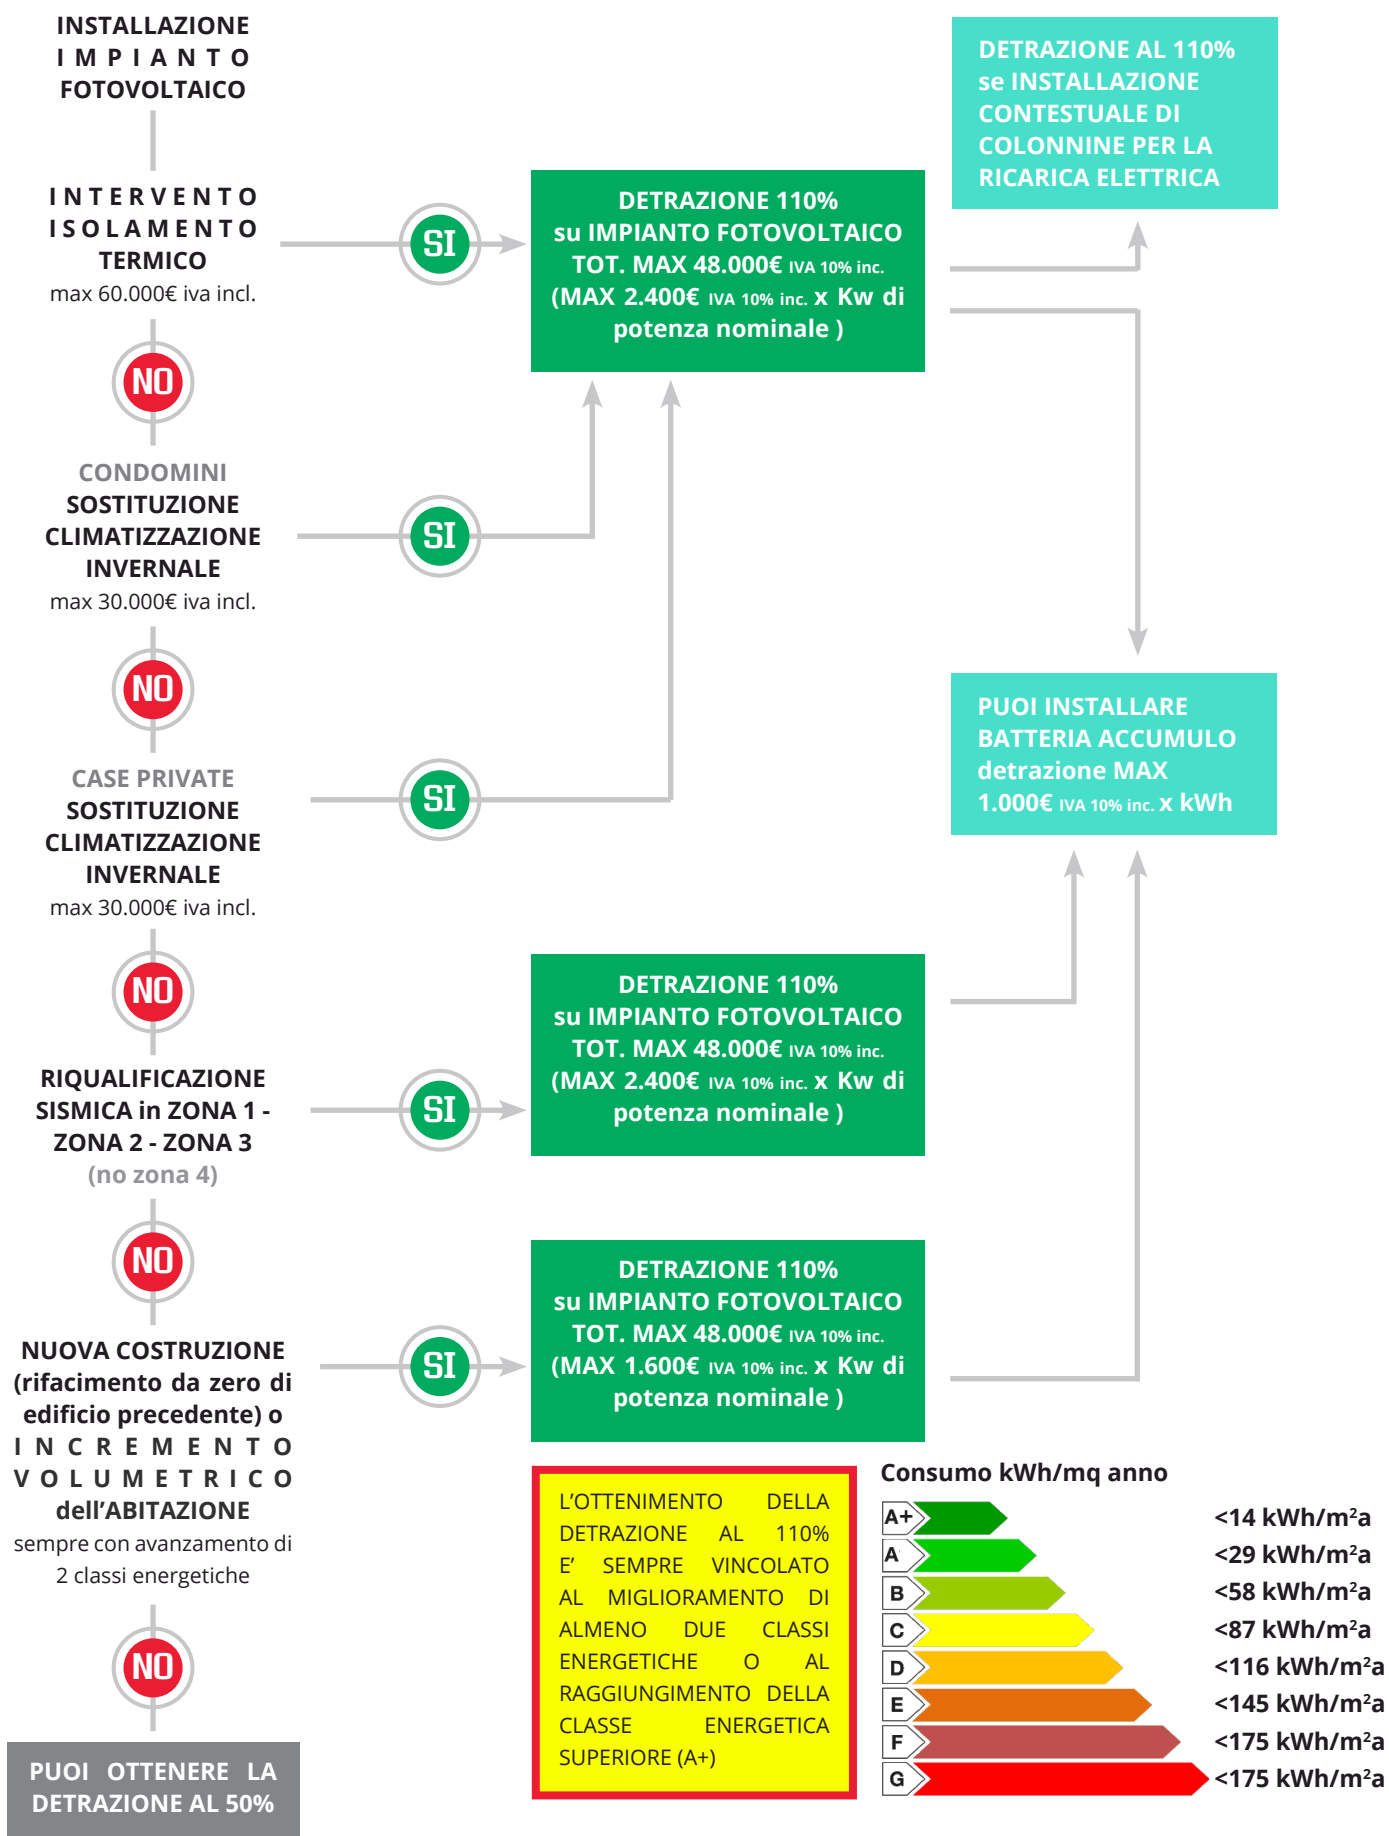 INSTALLAZIONE
IMPIANTO
FOTOVOLTAICO
INTERVENTO
ISOLAMENTO
TERMICO
max 60.000€ iva incl.
SI
DETRAZIONE 110%
su IMPIANTO FOTOVOLTAICO
TOT. MAX 48.000€ IVA 10% inc.
(MAX 2.400€ IVA 10% inc. x Kw di
potenza nominale )
DETRAZIONE AL 110%
se INSTALLAZIONE
CONTESTUALE DI
COLONNINE PER LA
RICARICA ELETTRICA
NO
CONDOMINI
SOSTITUZIONE
CLIMATIZZAZIONE
INVERNALE
max 30.000€ iva incl.
SI
NO
CASE PRIVATE
SOSTITUZIONE
CLIMATIZZAZIONE
INVERNALE
max 30.000€ iva incl.
SI
PUOI INSTALLARE
BATTERIA ACCUMULO
detrazione MAX
1.000€ IVA 10% inc. x kWh
NO
RIQUALIFICAZIONE
SISMICA in ZONA 1 -
ZONA 2 - ZONA 3
(no zona 4)
SI
DETRAZIONE 110%
su IMPIANTO FOTOVOLTAICO
TOT. MAX 48.000€ IVA 10% inc.
(MAX 2.400€ IVA 10% inc. x Kw di
potenza nominale )
NO
NUOVA COSTRUZIONE
(rifacimento da zero di
edificio precedente) o
INCREMENTO
VOLUMETRICO
dell’ABITAZIONE
sempre con avanzamento di
2 classi energetiche
SI
DETRAZIONE 110%
su IMPIANTO FOTOVOLTAICO
TOT. MAX 48.000€ IVA 10% inc.
(MAX 1.600€ IVA 10% inc. x Kw di
potenza nominale )
NO
PUOI OTTENERE LA
DETRAZIONE AL 50%
L’OTTENIMENTO DELLA
DETRAZIONE AL 110%
E’ SEMPRE VINCOLATO
AL MIGLIORAMENTO DI
ALMENO DUE CLASSI
ENERGETICHE O AL
RAGGIUNGIMENTO DELLA
CLASSE ENERGETICA
SUPERIORE (A+)
Consumo kWh/mq anno
A+ <14 kWh/m²a
A <29 kWh/m²a
B <58 kWh/m²a
C <87 kWh/m²a
D <116 kWh/m²a
E <145 kWh/m²a
F <175 kWh/m²a
G <175 kWh/m²a